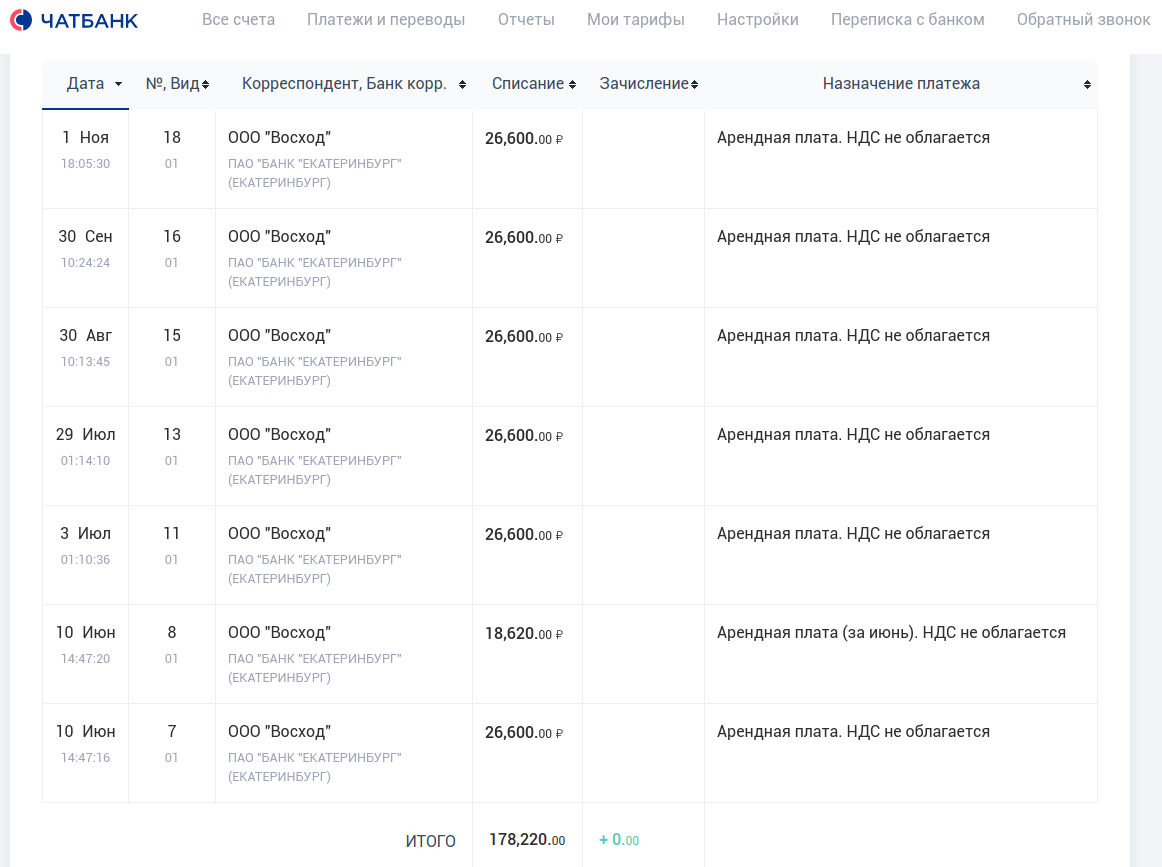 ЧАТБАНК Все счета Платежи и переводы Отчеты Мои тарифы Настройки Переписка с банком Обратный звонок
Дата №, Вид Корреспондент, Банк корр. Списание Зачисление Назначение платежа
1 Ноя 18 ООО "Восход" 26,600.00 ₽ Арендная плата. НДС не облагается
18:05:30 01 ПАО "БАНК "ЕКАТЕРИНБУРГ"
(ЕКАТЕРИНБУРГ)
30 Сен 16 ООО "Восход" 26,600.00 ₽ Арендная плата. НДС не облагается
10:24:24 01 ПАО "БАНК "ЕКАТЕРИНБУРГ"
(ЕКАТЕРИНБУРГ)
30 Авг 15 ООО "Восход" 26,600.00 ₽ Арендная плата. НДС не облагается
10:13:45 01 ПАО "БАНК "ЕКАТЕРИНБУРГ"
(ЕКАТЕРИНБУРГ)
29 Июл 13 ООО "Восход" 26,600.00 ₽ Арендная плата. НДС не облагается
01:14:10 01 ПАО "БАНК "ЕКАТЕРИНБУРГ"
(ЕКАТЕРИНБУРГ)
3 Июл 11 ООО "Восход" 26,600.00 ₽ Арендная плата. НДС не облагается
01:10:36 01 ПАО "БАНК "ЕКАТЕРИНБУРГ"
(ЕКАТЕРИНБУРГ)
10 Июн 8 ООО "Восход" 18,620.00 ₽ Арендная плата (за июнь). НДС не облагается
14:47:20 01 ПАО "БАНК "ЕКАТЕРИНБУРГ"
(ЕКАТЕРИНБУРГ)
10 Июн 7 ООО "Восход" 26,600.00 ₽ Арендная плата. НДС не облагается
14:47:16 01 ПАО "БАНК "ЕКАТЕРИНБУРГ"
(ЕКАТЕРИНБУРГ)
ИТОГО 178,220.00 + 0.00